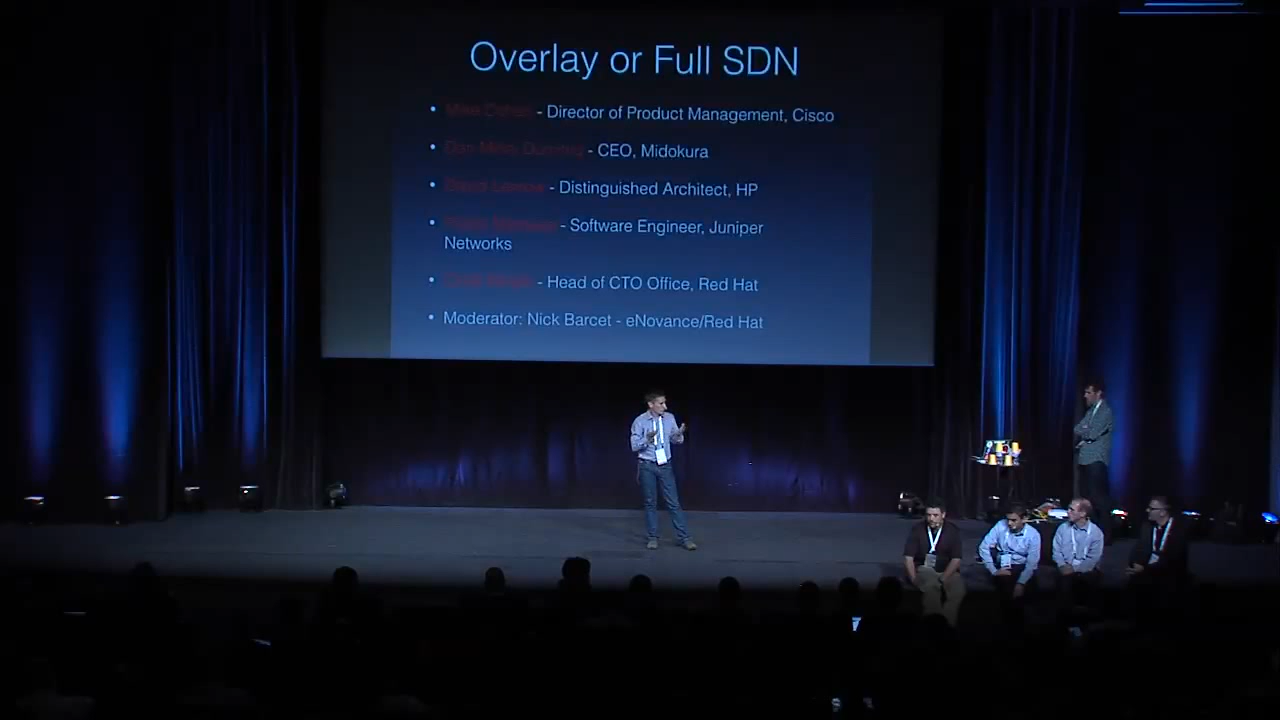 Overlay or Full SDN
- Director of Product Management, Cisco
- CEO, Midokura
- Distinguished Architect, HP
- Software Engineer, Juniper
Networks
- Head of CTO Office, Red Hat
Moderator: Nick Barcet - eNovance/Red Hat